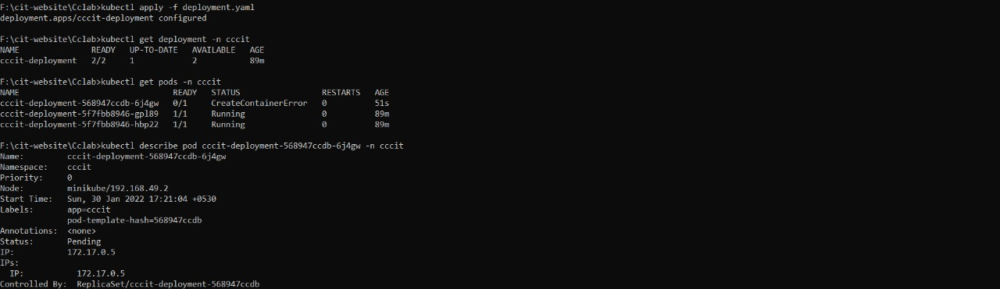 F:\cit-website\Cclab>kubectl apply -f deployment.yaml
deployment.apps/cccit-deployment configured
F:\cit-website\Cclab>kubectl get deployment -n cccit
NAME READY UP-TO-DATE AVAILABLE AGE
cccit-deployment 2/2 1 2 89m
F:\cit-website\Cclab>kubectl get pods -n cccit
NAME READY STATUS RESTARTS AGE
cccit-deployment-568947ccdb-6j4gw 0/1 CreateContainerError 0 51s
cccit-deployment-5f7fbb8946-gpl89 1/1 Running 0 89m
cccit-deployment-5f7fbb8946-hbp22 1/1 Running 0 89m
F:\cit-website\Cclab>kubectl describe pod cccit-deployment-568947ccdb-6j4gw -n cccit
Name: cccit-deployment-568947ccdb-6j4gw
Namespace: cccit
Priority: 0
Node: minikube/192.168.49.2
Start Time: Sun, 30 Jan 2022 17:21:04 +0530
Labels: app=cccit
pod-template-hash=568947ccdb
Annotations: <none>
Status: Pending
IP: 172.17.0.5
IPs:
IP: 172.17.0.5
Controlled By: ReplicaSet/cccit-deployment-568947ccdb